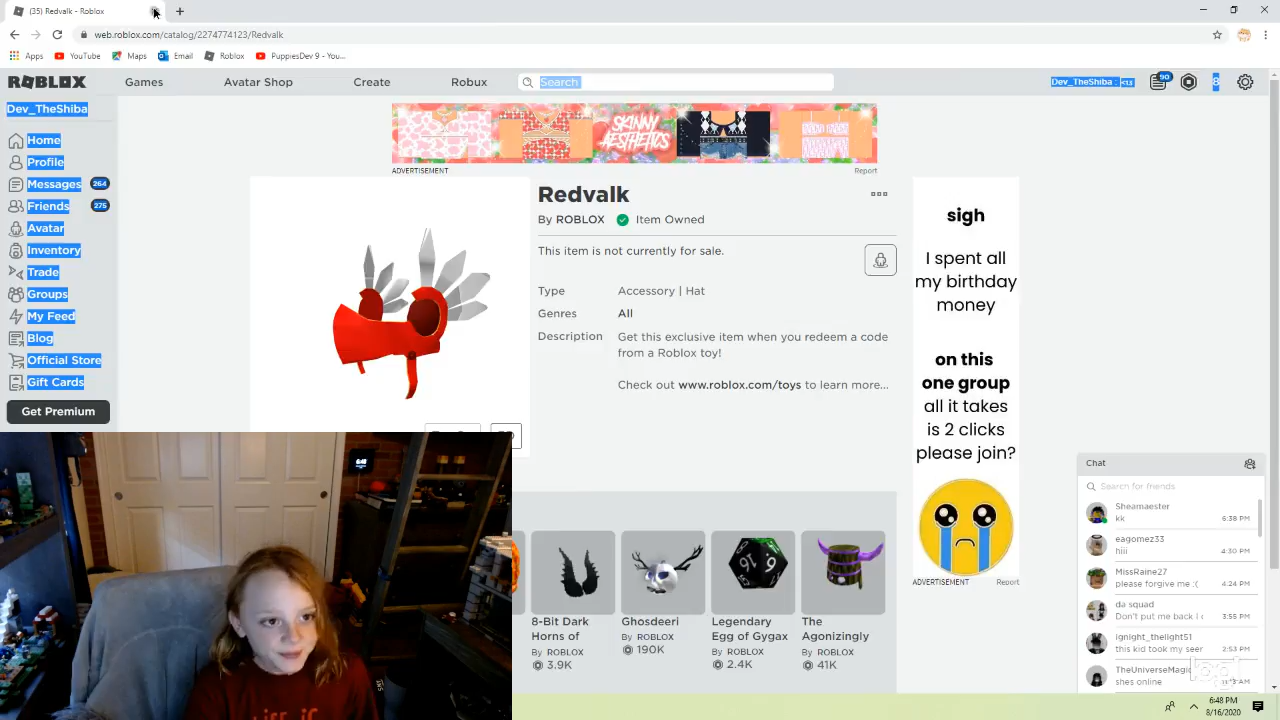 (35) Redvalk - Roblox
web.roblox.com/catalog/2274774123/Redvalk
Apps YouTube Maps Email Roblox PuppiesDev 9 - You...
ROBLOX Games Avatar Shop Create Robux Search Dev_TheShiba : <13 90 8
Dev_TheShiba
Home
Profile
Messages 264
Friends 275
Avatar
Inventory
Trade
Groups
My Feed
Blog
Official Store
Gift Cards
Get Premium
SKINNY
AESTHETICS
ADVERTISEMENT Report
Redvalk
By ROBLOX Item Owned
This item is not currently for sale.
Type Accessory | Hat
Genres All
Description Get this exclusive item when you redeem a code
from a Roblox toy!
Check out www.roblox.com/toys to learn more...
sigh
I spent all
my birthday
money
on this
one group
all it takes
is 2 clicks
please join?
ADVERTISEMENT Report
8-Bit Dark
Horns of
By ROBLOX
3.9K
Ghosdeeri
By ROBLOX
190K
Legendary
Egg of Gygax
By ROBLOX
2.4K
The
Agonizingly
By ROBLOX
41K
Chat
Search for friends
Sheamaester
kk 6:38 PM
eagomez33
hiii 4:30 PM
MissRaine27
please forgive me :( 4:24 PM
da squad
Don't put me back I c 3:55 PM
ignight_thelight51
this kid took my seer 2:53 PM
TheUniverseMagic
shes online
6:48 PM
8/16/2020